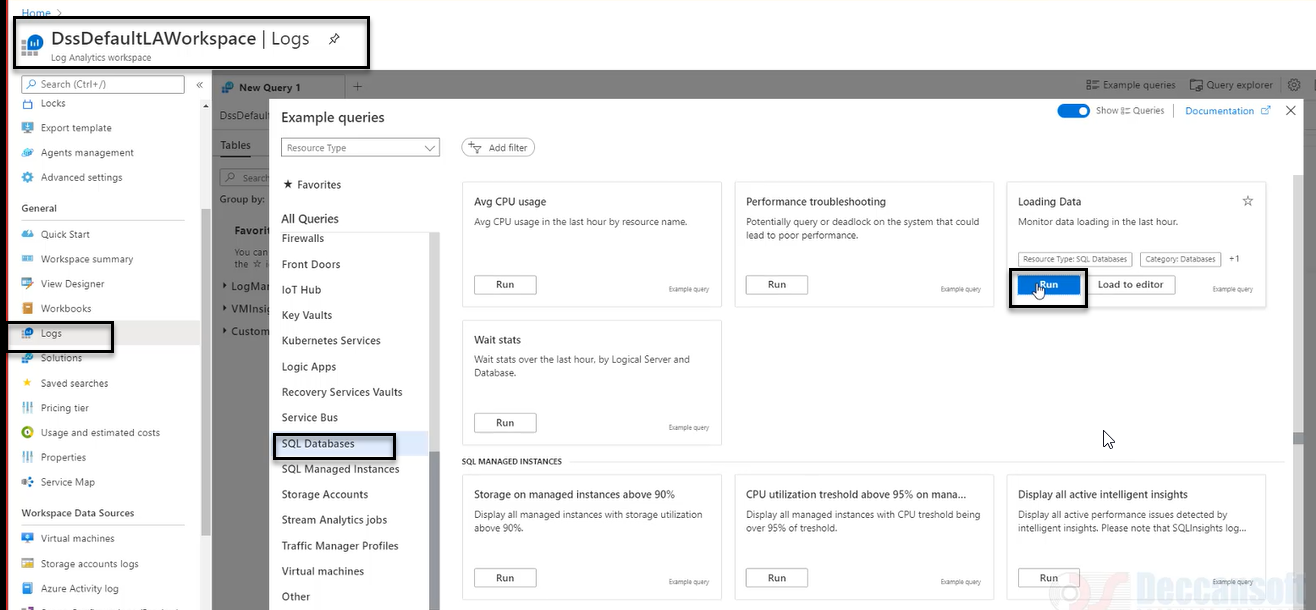 Home >
DssDefaultLAWorkspace | Logs
Log Analytics workspace
Search (Ctrl+/)
«
Locks
Export template
Agents management
Advanced settings
General
Quick Start
Workspace summary
View Designer
Workbooks
Logs
Solutions
Saved searches
Pricing tier
Usage and estimated costs
Properties
Service Map
Workspace Data Sources
Virtual machines
Storage accounts logs
Azure Activity log
New Query 1
+
Example queries
Query explorer
DssDefault
Tables
Search
Group by:
Favorit
You can
the ☆ i
LogMan
VMInsig
Custom
Example queries
Show Queries
Documentation
Resource Type
Add filter
★ Favorites
All Queries
Firewalls
Front Doors
IoT Hub
Key Vaults
Kubernetes Services
Logic Apps
Recovery Services Vaults
Service Bus
SQL Databases
SQL Managed Instances
Storage Accounts
Stream Analytics jobs
Traffic Manager Profiles
Virtual machines
Other
Avg CPU usage
Avg CPU usage in the last hour by resource name.
Run
Example query
Performance troubleshooting
Potentially query or deadlock on the system that could
lead to poor performance.
Run
Example query
Loading Data
Monitor data loading in the last hour.
Resource Type: SQL Databases
Category: Databases
+1
Run
Load to editor
Example query
Wait stats
Wait stats over the last hour, by Logical Server and
Database.
Run
Example query
SQL MANAGED INSTANCES
Storage on managed instances above 90%
Display all managed instances with storage utilization
above 90%.
Run
Example query
CPU utilization treshold above 95% on mana...
Display all managed instances with CPU treshold being
over 95% of treshold.
Run
Example query
Display all active intelligent insights
Display all active performance issues detected by
intelligent insights. Please note that SQLInsights log...
Run
Example query
Deccansoft